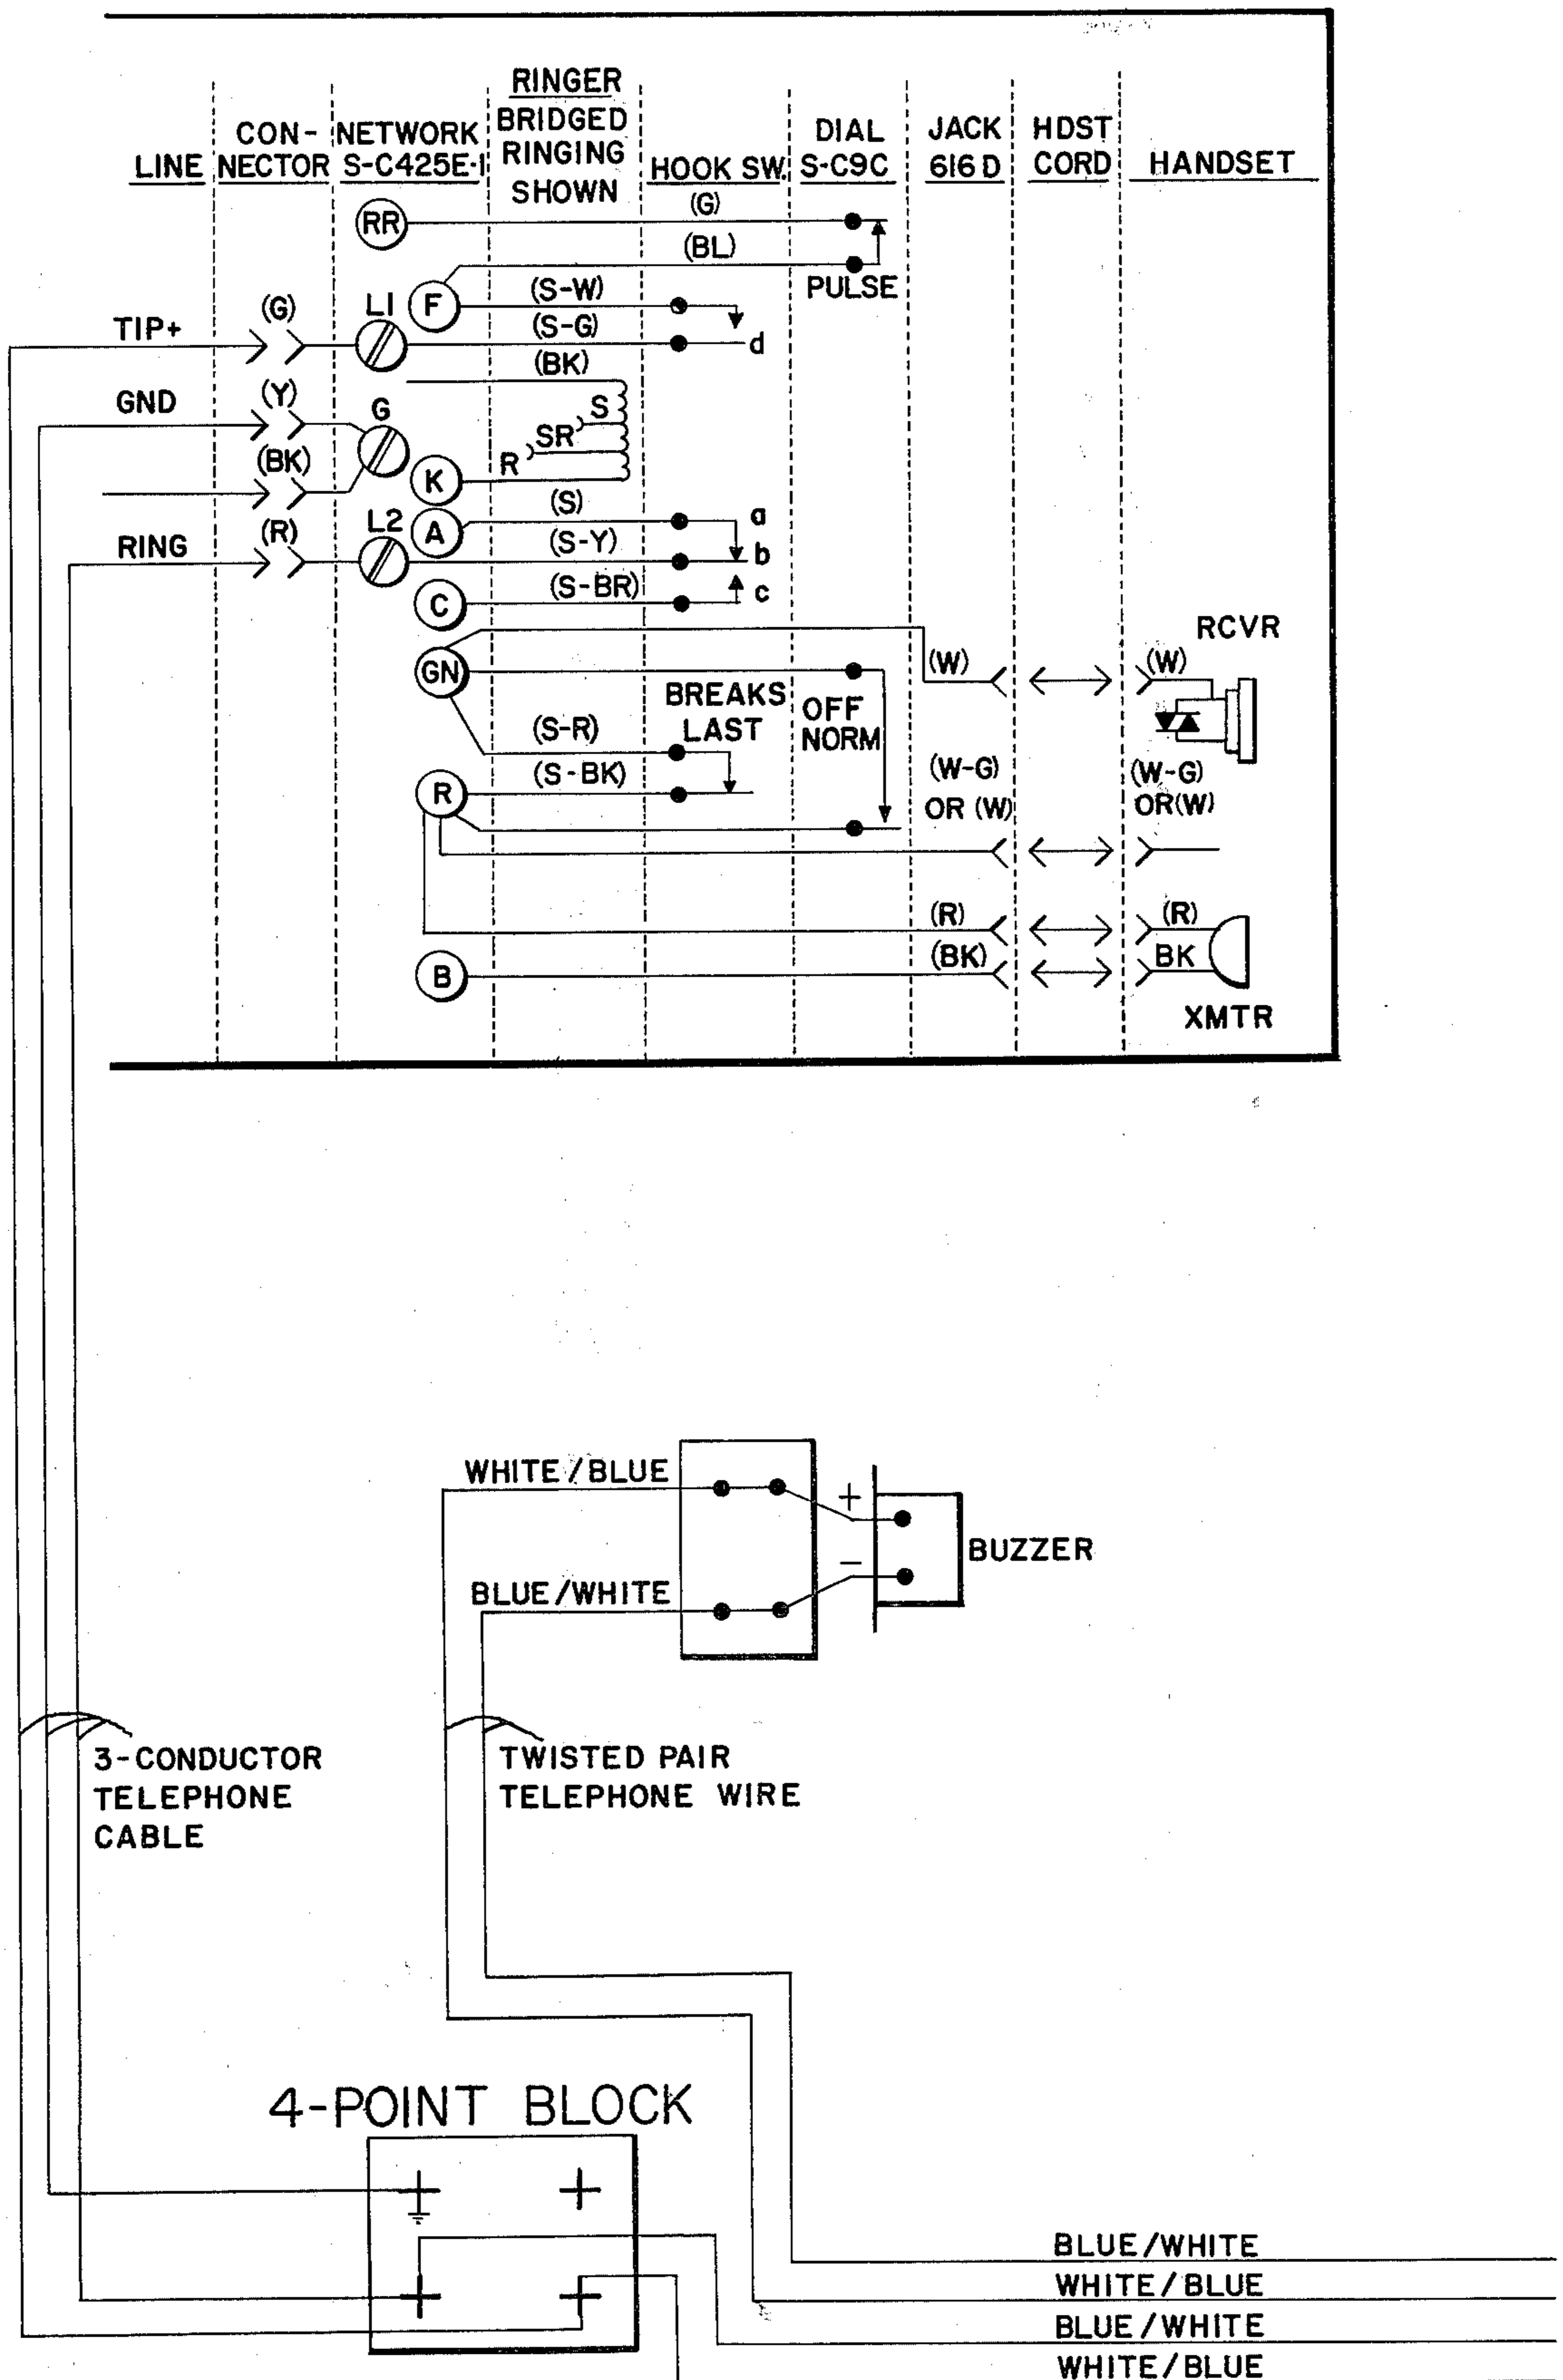 RINGER
BRIDGED
RINGING
SHOWN
CON-
NECTOR
NETWORK
S-C425E-1
LINE
HOOK SW.
DIAL
S-C9C
JACK
616 D
HDST
CORD
HANDSET
RR
(G)
(BL)
PULSE
F
(S-W)
L1
(G)
TIP+
(S-G)
d
(BK)
GND
(Y)
G
S
SR
R
(BK)
K
(S)
a
L2
A
RING
(R)
(S-Y)
b
C
(S-BR)
c
RCVR
GN
(W)
(W)
BREAKS
LAST
OFF
NORM
(S-R)
(S-BK)
R
(W-G)
OR (W)
(W-G)
OR(W)
(R)
(R)
(BK)
BK
B
XMTR
WHITE/BLUE
+
BUZZER
−
BLUE/WHITE
3-CONDUCTOR
TELEPHONE
CABLE
TWISTED PAIR
TELEPHONE WIRE
4-POINT BLOCK
BLUE/WHITE
WHITE/BLUE
BLUE/WHITE
WHITE/BLUE